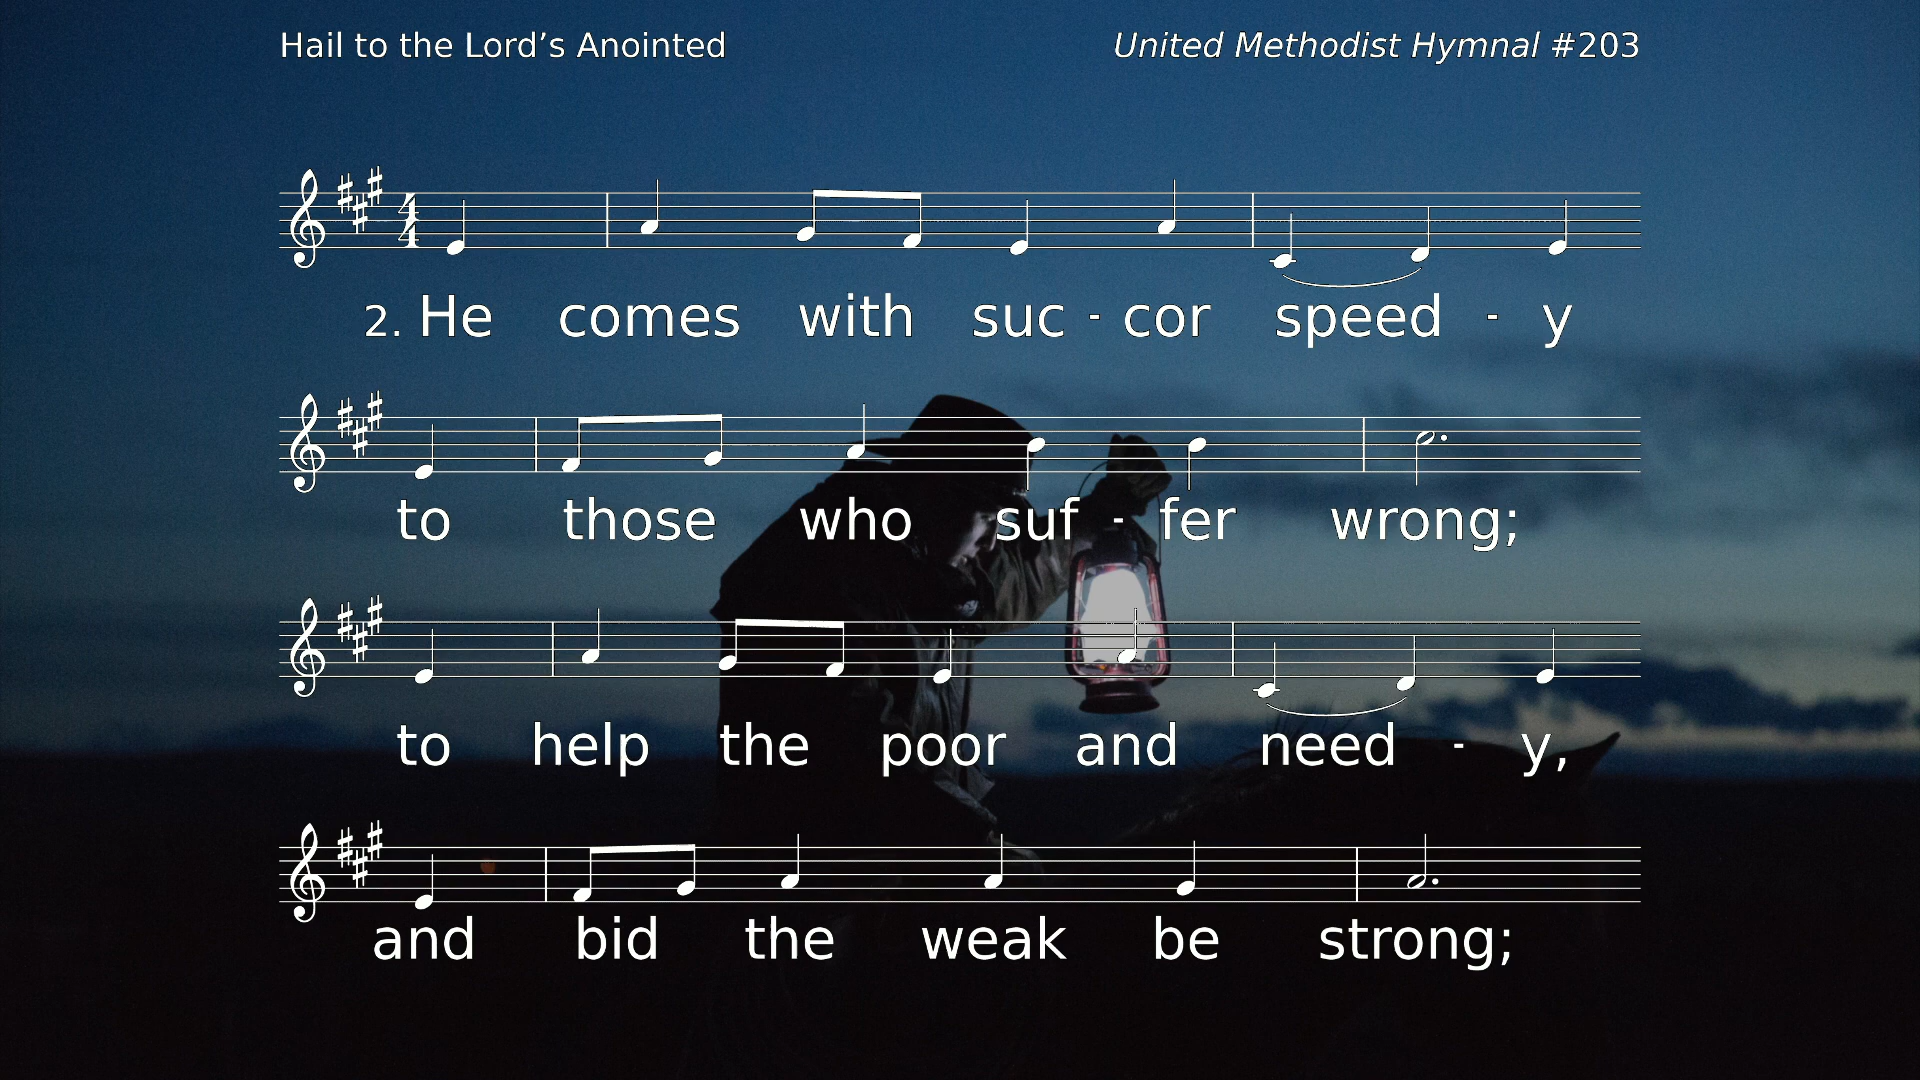 Hail to the Lord’s Anointed
United Methodist Hymnal #203
2. He comes with suc - cor speed - y
to those who suf - fer wrong;
to help the poor and need - y,
and bid the weak be strong;